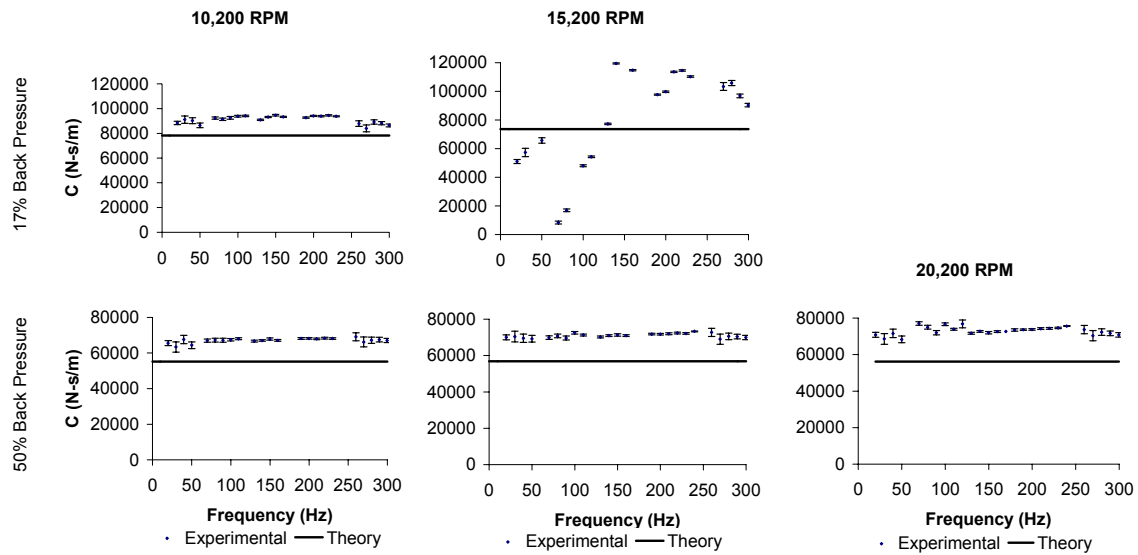 10,200 RPM
15,200 RPM
17% Back Pressure
C (N-s/m)
120000
100000
80000
60000
40000
20000
0
0 50 100 150 200 250 300
120000
100000
80000
60000
40000
20000
0
0 50 100 150 200 250 300
20,200 RPM
50% Back Pressure
C (N-s/m)
80000
60000
40000
20000
0
0 50 100 150 200 250 300
Frequency (Hz)
Experimental Theory
80000
60000
40000
20000
0
0 50 100 150 200 250 300
Frequency (Hz)
Experimental Theory
80000
60000
40000
20000
0
0 50 100 150 200 250 300
Frequency (Hz)
Experimental Theory